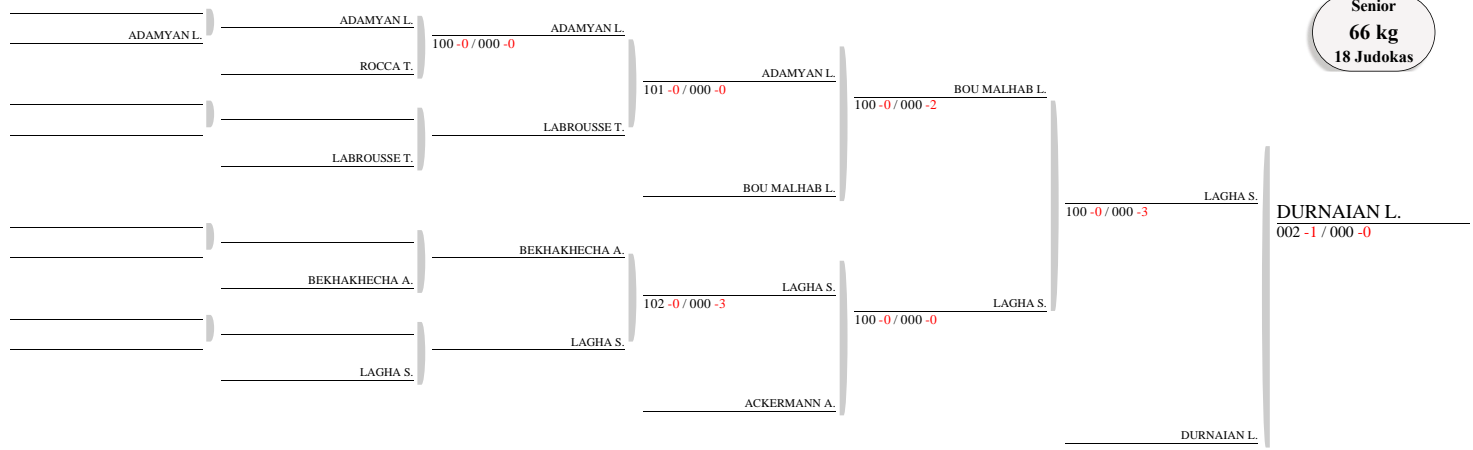 Senior
66 kg
18 Judokas
ADAMYAN L.
ADAMYAN L.
ROCCA T.
LABROUSSE T.
BEKHAKHECHA A.
LAGHA S.
ADAMYAN L.
100 -0 / 000 -0
LABROUSSE T.
BEKHAKHECHA A.
LAGHA S.
ADAMYAN L.
101 -0 / 000 -0
BOU MALHAB L.
LAGHA S.
102 -0 / 000 -3
ACKERMANN A.
BOU MALHAB L.
100 -0 / 000 -2
LAGHA S.
100 -0 / 000 -0
LAGHA S.
100 -0 / 000 -3
DURNAIAN L.
DURNAIAN L.
002 -1 / 000 -0